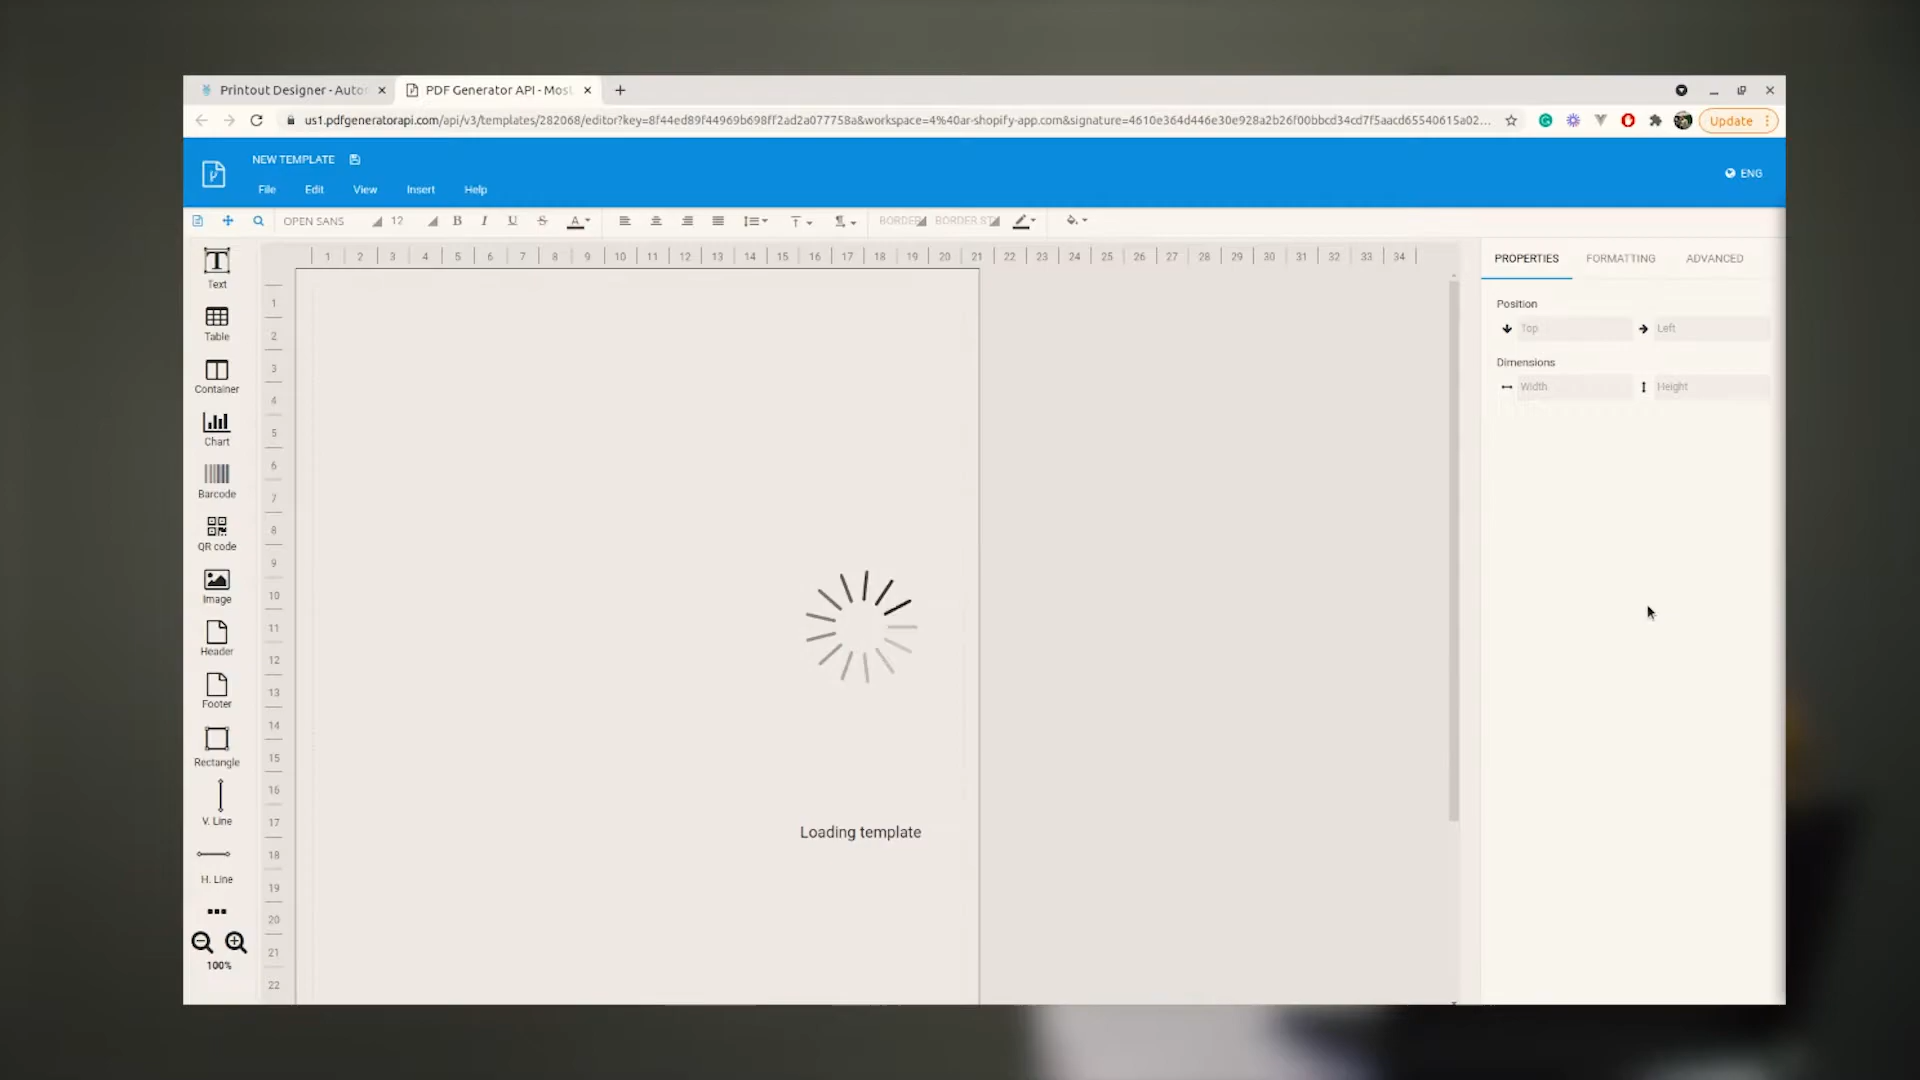 Printout Designer - Autor
PDF Generator API - Most
us1.pdfgeneratorapi.com/api/v3/templates/282068/editor?key=8f44ed89f44969b698ff2ad2a077758a&workspace=4%40ar-shopify-app.com&signature=4610e364d446e30e928a2b26f00bbcd34cd7f5aacd65540615a02...
Update
NEW TEMPLATE
ENG
File Edit View Insert Help
OPEN SANS 12 B I U S A BORDER BORDER ST
1 2 3 4 5 6 7 8 9 10 11 12 13 14 15 16 17 18 19 20 21 22 23 24 25 26 27 28 29 30 31 32 33 34
Text
Table
Container
Chart
Barcode
QR code
Image
Header
Footer
Rectangle
V. Line
H. Line
100%
1
2
3
4
5
6
7
8
9
10
11
12
13
14
15
16
17
18
19
20
21
22
Loading template
PROPERTIES FORMATTING ADVANCED
Position
Top Left
Dimensions
Width Height